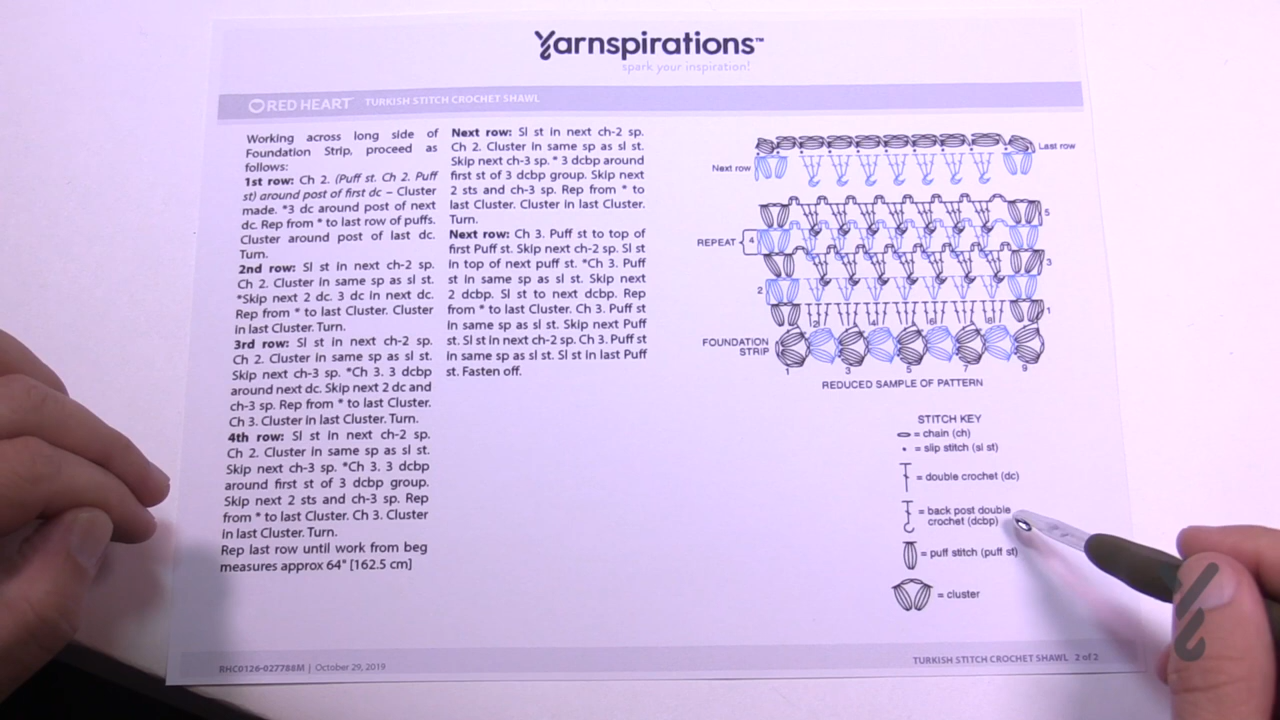 Yarnspirations™
spark your inspiration!
RED HEART TURKISH STITCH CROCHET SHAWL
Working across long side of
Foundation Strip, proceed as
follows:
1st row: Ch 2. (Puff st. Ch 2. Puff
st) around post of first dc – Cluster
made. *3 dc around post of next
dc. Rep from * to last row of puffs.
Cluster around post of last dc.
Turn.
2nd row: Sl st in next ch-2 sp.
Ch 2. Cluster in same sp as sl st.
*Skip next 2 dc. 3 dc in next dc.
Rep from * to last Cluster. Cluster
in last Cluster. Turn.
3rd row: Sl st in next ch-2 sp.
Ch 2. Cluster in same sp as sl st.
Skip next ch-3 sp. *Ch 3. 3 dcbp
around next dc. Skip next 2 dc and
ch-3 sp. Rep from * to last Cluster.
Ch 3. Cluster in last Cluster. Turn.
4th row: Sl st in next ch-2 sp.
Ch 2. Cluster in same sp as sl st.
Skip next ch-3 sp. *Ch 3. 3 dcbp
around first st of 3 dcbp group.
Skip next 2 sts and ch-3 sp. Rep
from * to last Cluster. Ch 3. Cluster
in last Cluster. Turn.
Rep last row until work from beg
measures approx 64" [162.5 cm]
Next row: Sl st in next ch-2 sp.
Ch 2. Cluster in same sp as sl st.
Skip next ch-3 sp. * 3 dcbp around
first st of 3 dcbp group. Skip next
2 sts and ch-3 sp. Rep from * to
last Cluster. Cluster in last Cluster.
Turn.
Next row: Ch 3. Puff st to top of
first Puff st. Skip next ch-2 sp. Sl st
in top of next puff st. *Ch 3. Puff
st in same sp as sl st. Skip next
2 dcbp. Sl st to next dcbp. Rep
from * to last Cluster. Ch 3. Puff st
in same sp as sl st. Skip next Puff
st. Sl st in next ch-2 sp. Ch 3. Puff st
in same sp as sl st. Sl st in last Puff
st. Fasten off.
Last row
Next row
5
REPEAT 4
3
2
1
2 4 6 8
FOUNDATION
STRIP
1 3 5 7 9
REDUCED SAMPLE OF PATTERN
STITCH KEY
= chain (ch)
= slip stitch (sl st)
= double crochet (dc)
= back post double
crochet (dcbp)
= puff stitch (puff st)
= cluster
RHC0126-027788M | October 29, 2019
TURKISH STITCH CROCHET SHAWL 2 of 2